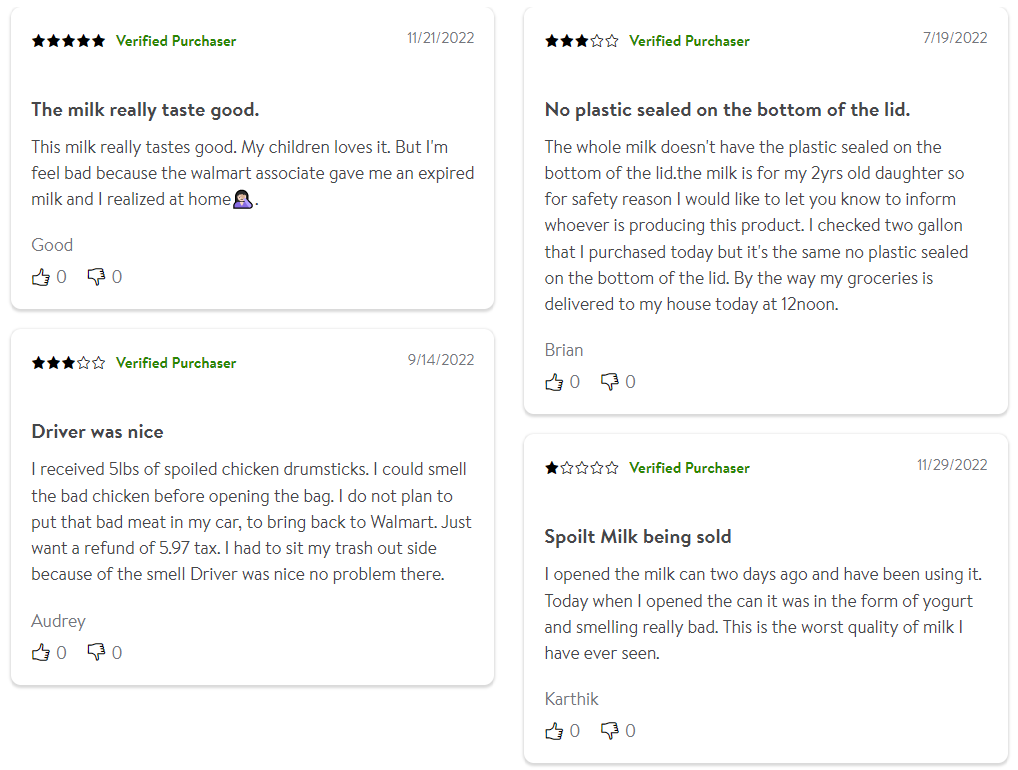 Verified Purchaser 11/21/2022
The milk really taste good.
This milk really tastes good. My children loves it. But I'm
feel bad because the walmart associate gave me an expired
milk and I realized at home🤦🏻‍♀️.
Good
0 0
Verified Purchaser 9/14/2022
Driver was nice
I received 5lbs of spoiled chicken drumsticks. I could smell
the bad chicken before opening the bag. I do not plan to
put that bad meat in my car, to bring back to Walmart. Just
want a refund of 5.97 tax. I had to sit my trash out side
because of the smell Driver was nice no problem there.
Audrey
0 0
Verified Purchaser 7/19/2022
No plastic sealed on the bottom of the lid.
The whole milk doesn't have the plastic sealed on the
bottom of the lid.the milk is for my 2yrs old daughter so
for safety reason I would like to let you know to inform
whoever is producing this product. I checked two gallon
that I purchased today but it's the same no plastic sealed
on the bottom of the lid. By the way my groceries is
delivered to my house today at 12noon.
Brian
0 0
Verified Purchaser 11/29/2022
Spoilt Milk being sold
I opened the milk can two days ago and have been using it.
Today when I opened the can it was in the form of yogurt
and smelling really bad. This is the worst quality of milk I
have ever seen.
Karthik
0 0